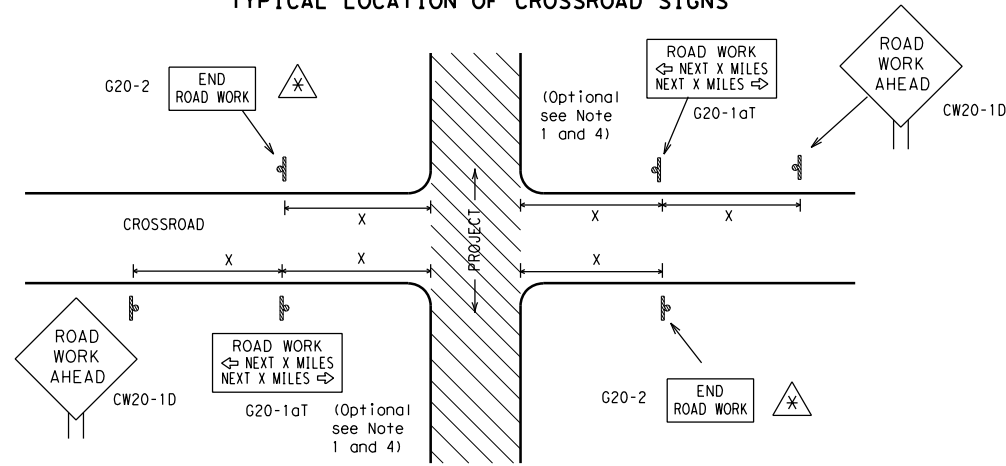 TYPICAL LOCATION OF CROSSROAD SIGNS
G20-2
END
ROAD WORK
*
(Optional
see Note
1 and 4)
ROAD WORK
⇦ NEXT X MILES
NEXT X MILES ⇨
G20-1aT
ROAD
WORK
AHEAD
CW20-1D
X
X
X
CROSSROAD
PROJECT
X
X
X
ROAD
WORK
AHEAD
CW20-1D
ROAD WORK
⇦ NEXT X MILES
NEXT X MILES ⇨
G20-1aT
(Optional
see Note
1 and 4)
G20-2
END
ROAD WORK
*